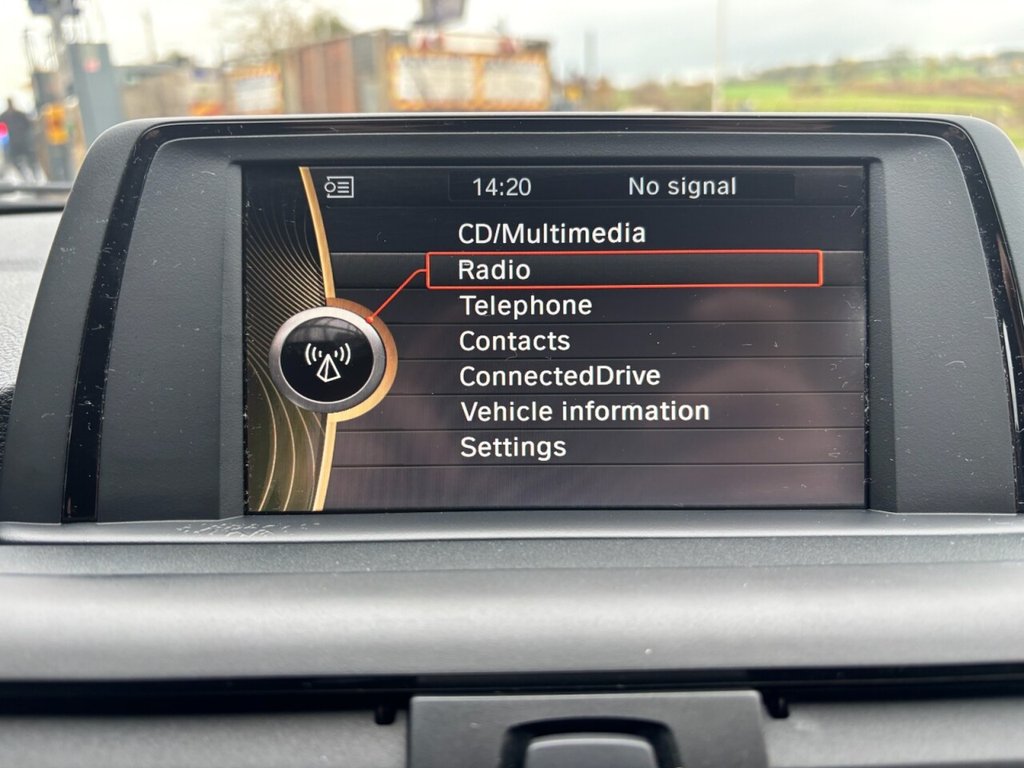 14:20 No signal
CD/Multimedia
Radio
Telephone
Contacts
ConnectedDrive
Vehicle information
Settings